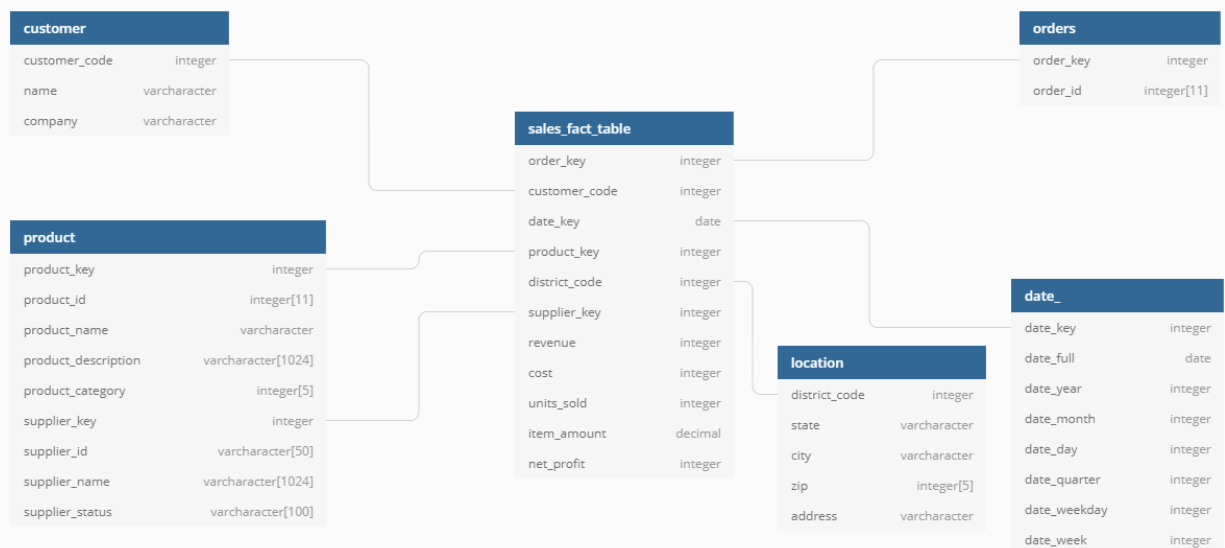 customer
customer_code integer
name varcharacter
company varcharacter
orders
order_key integer
order_id integer[11]
sales_fact_table
order_key integer
customer_code integer
date_key date
product_key integer
district_code integer
supplier_key integer
revenue integer
cost integer
units_sold integer
item_amount decimal
net_profit integer
product
product_key integer
product_id integer[11]
product_name varcharacter
product_description varcharacter[1024]
product_category integer[5]
supplier_key integer
supplier_id varcharacter[50]
supplier_name varcharacter[1024]
supplier_status varcharacter[100]
location
district_code integer
state varcharacter
city varcharacter
zip integer[5]
address varcharacter
date_
date_key integer
date_full date
date_year integer
date_month integer
date_day integer
date_quarter integer
date_weekday integer
date_week integer